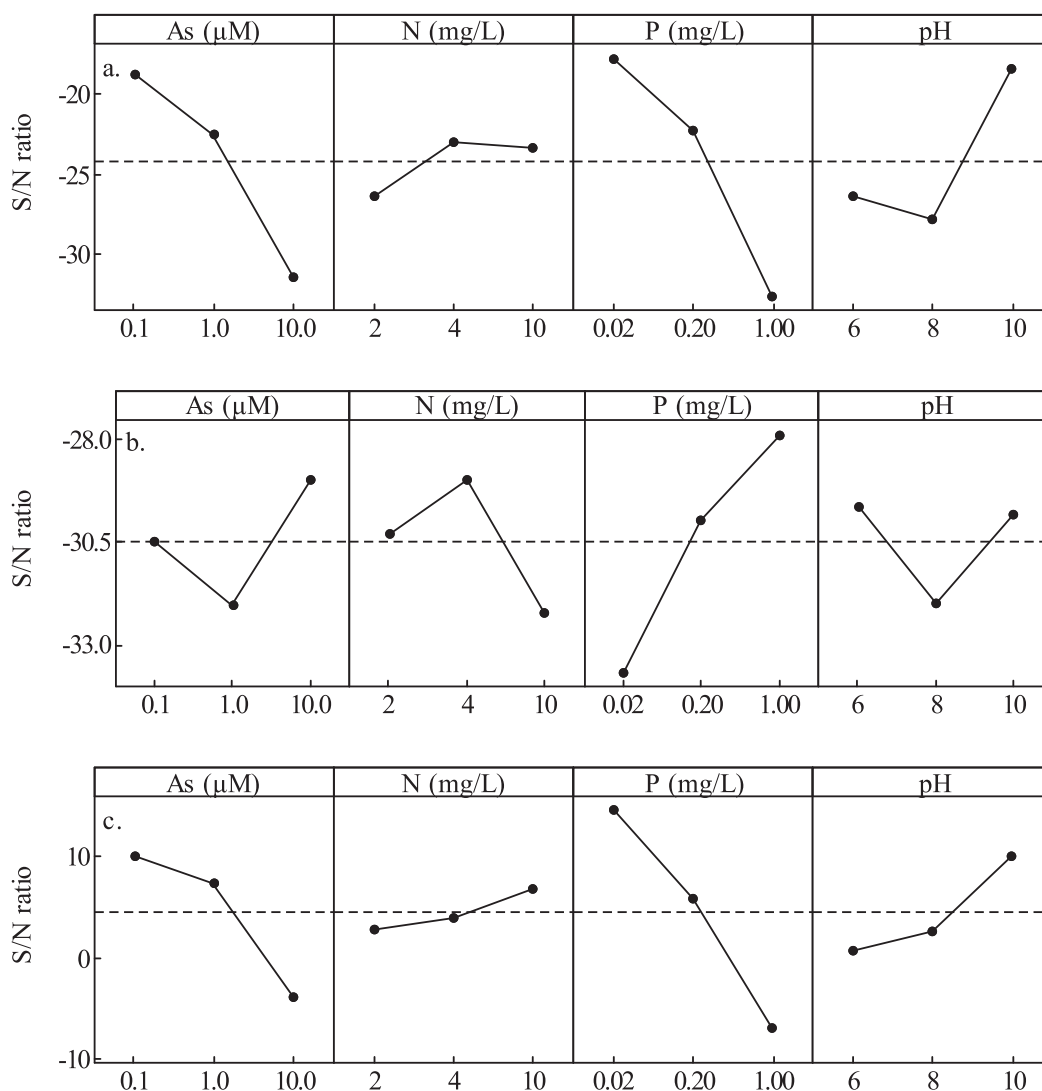 As (μM) N (mg/L) P (mg/L) pH
a.
-20
-25
-30
S/N ratio
0.1 1.0 10.0 2 4 10 0.02 0.20 1.00 6 8 10
As (μM) N (mg/L) P (mg/L) pH
b.
-28.0
-30.5
-33.0
S/N ratio
0.1 1.0 10.0 2 4 10 0.02 0.20 1.00 6 8 10
As (μM) N (mg/L) P (mg/L) pH
c.
10
0
-10
S/N ratio
0.1 1.0 10.0 2 4 10 0.02 0.20 1.00 6 8 10